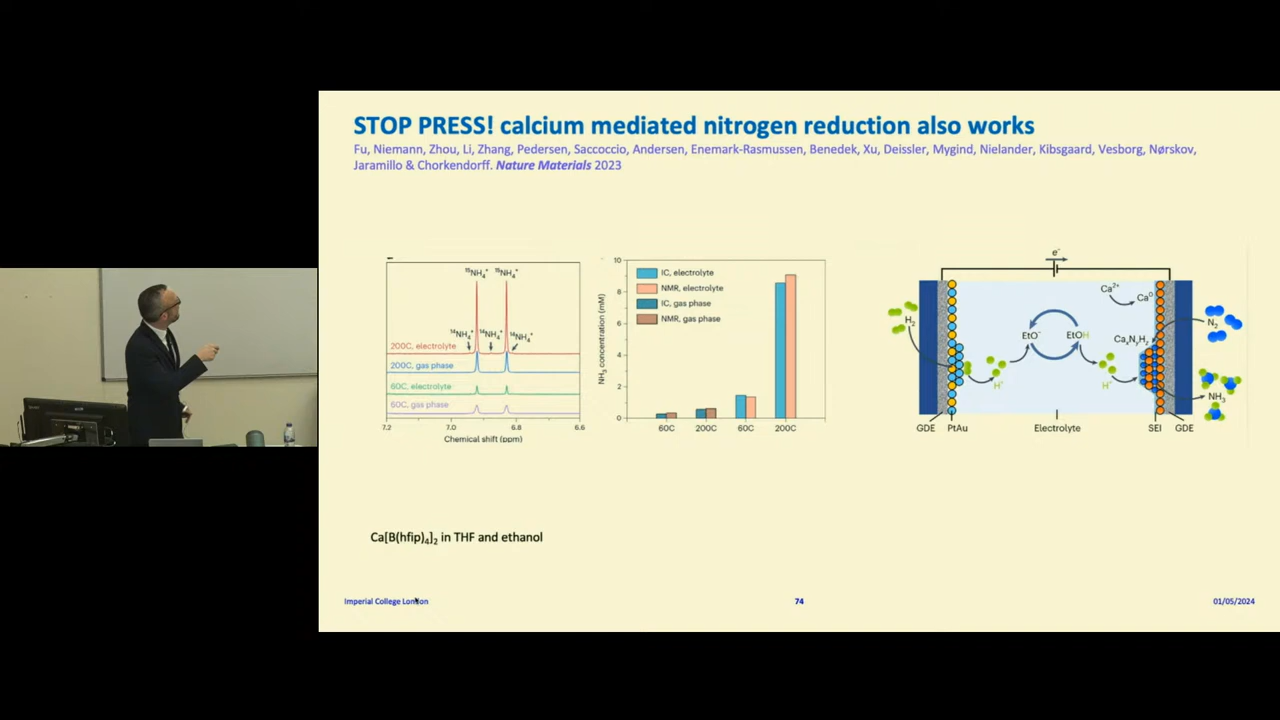 STOP PRESS! calcium mediated nitrogen reduction also works
Fu, Niemann, Zhou, Li, Zhang, Pedersen, Saccoccio, Andersen, Enemark-Rasmussen, Benedek, Xu, Deissler, Mygind, Nielander, Kibsgaard, Vesborg, Nørskov,
Jaramillo & Chorkendorff. Nature Materials 2023
¹⁵NH₄⁺ ¹⁵NH₄⁺
¹⁴NH₄⁺ ¹⁴NH₄⁺ ¹⁴NH₄⁺
200C, electrolyte
200C, gas phase
60C, electrolyte
60C, gas phase
7.2 7.0 6.8 6.6
Chemical shift (ppm)
NH₃ concentration (mM)
10
8
6
4
2
0
IC, electrolyte
NMR, electrolyte
IC, gas phase
NMR, gas phase
60C 200C 60C 200C
e⁻
Ca²⁺
Ca⁰
H₂
N₂
EtO⁻ EtOH
CaₓNᵧH₂
H⁺ H⁺
NH₃
GDE PtAu Electrolyte SEI GDE
Ca[B(hfip)₄]₂ in THF and ethanol
Imperial College London 74 01/05/2024